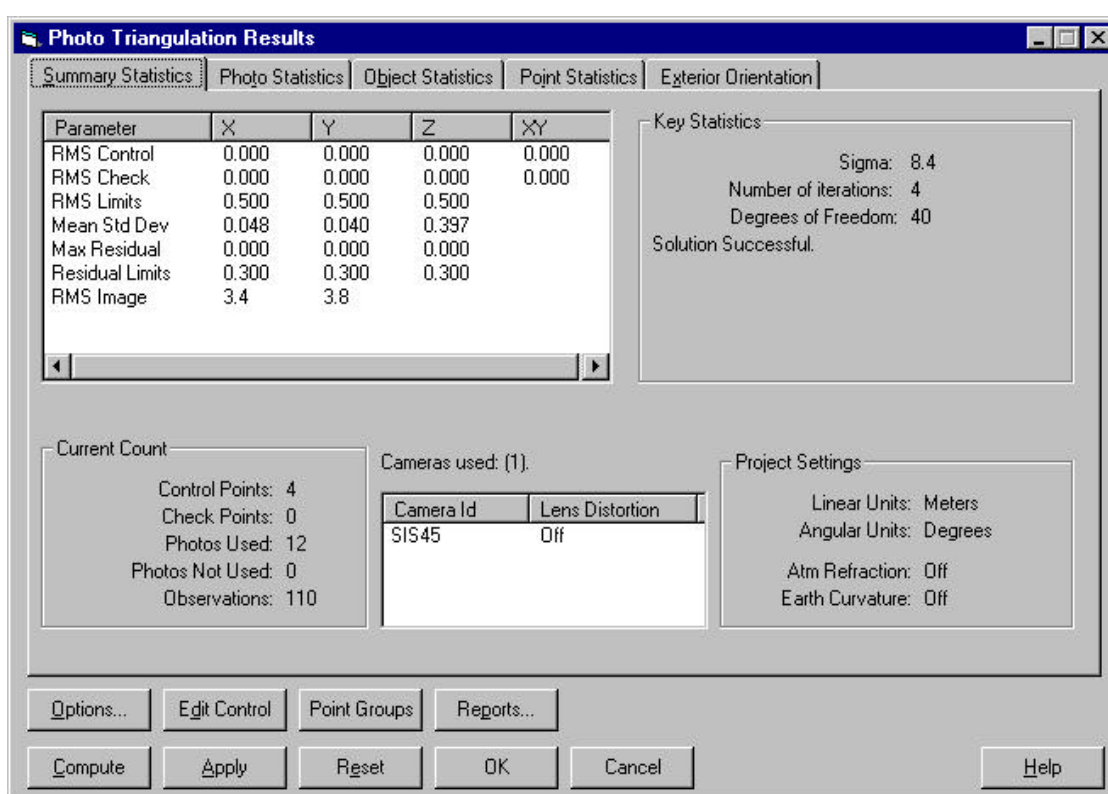 Photo Triangulation Results
Summary Statistics Photo Statistics Object Statistics Point Statistics Exterior Orientation
Parameter X Y Z XY
RMS Control 0.000 0.000 0.000 0.000
RMS Check 0.000 0.000 0.000 0.000
RMS Limits 0.500 0.500 0.500
Mean Std Dev 0.048 0.040 0.397
Max Residual 0.000 0.000 0.000
Residual Limits 0.300 0.300 0.300
RMS Image 3.4 3.8
Key Statistics
Sigma: 8.4
Number of iterations: 4
Degrees of Freedom: 40
Solution Successful.
Current Count
Control Points: 4
Check Points: 0
Photos Used: 12
Photos Not Used: 0
Observations: 110
Cameras used: (1).
Camera Id Lens Distortion
SIS45 Off
Project Settings
Linear Units: Meters
Angular Units: Degrees
Atm Refraction: Off
Earth Curvature: Off
Options... Edit Control Point Groups Reports...
Compute Apply Reset OK Cancel Help